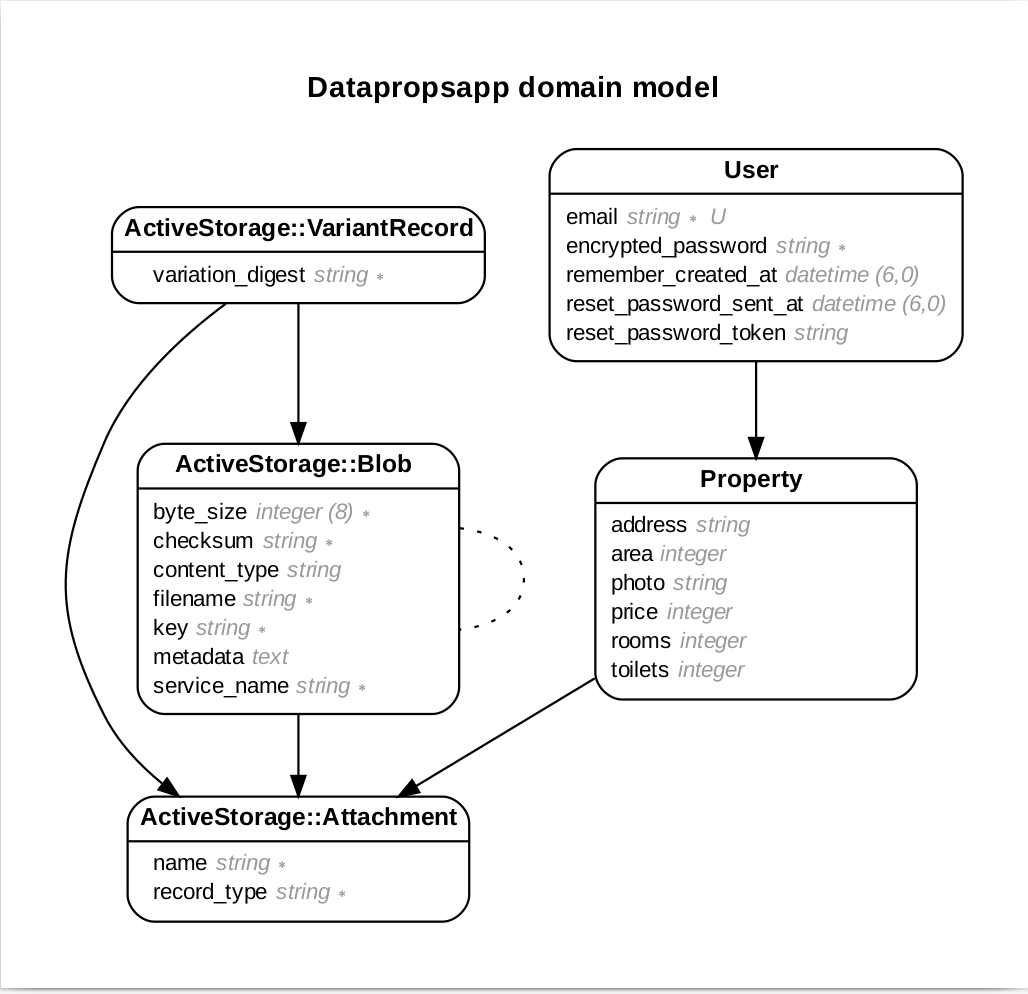 Datapropsapp domain model
ActiveStorage::VariantRecord
variation_digest string *
User
email string * U
encrypted_password string *
remember_created_at datetime (6,0)
reset_password_sent_at datetime (6,0)
reset_password_token string
ActiveStorage::Blob
byte_size integer (8) *
checksum string *
content_type string
filename string *
key string *
metadata text
service_name string *
Property
address string
area integer
photo string
price integer
rooms integer
toilets integer
ActiveStorage::Attachment
name string *
record_type string *